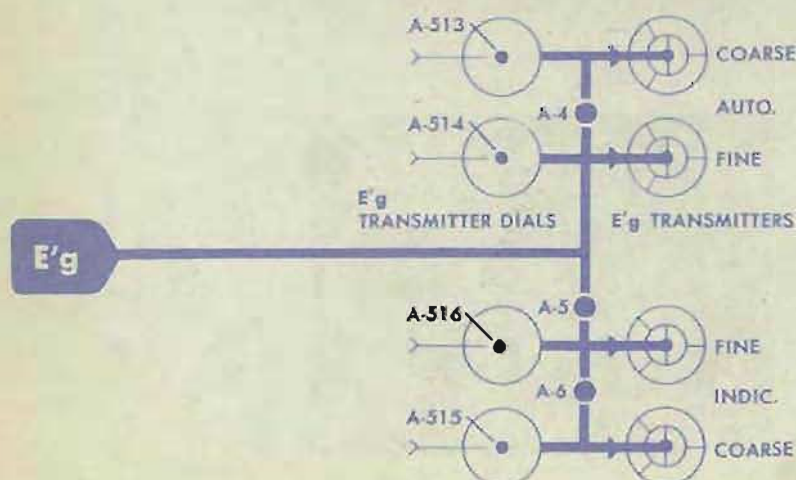 A-513
COARSE
A-4
AUTO.
A-514
FINE
E'g
TRANSMITTER DIALS
E'g TRANSMITTERS
E'g
A-5
A-516
FINE
A-6
INDIC.
A-515
COARSE